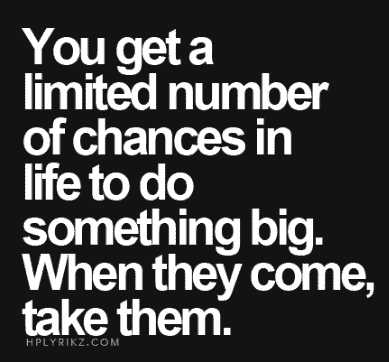 You get a
limited number
of chances in
life to do
something big.
When they come,
take them.
HPLYRIKZ.COM